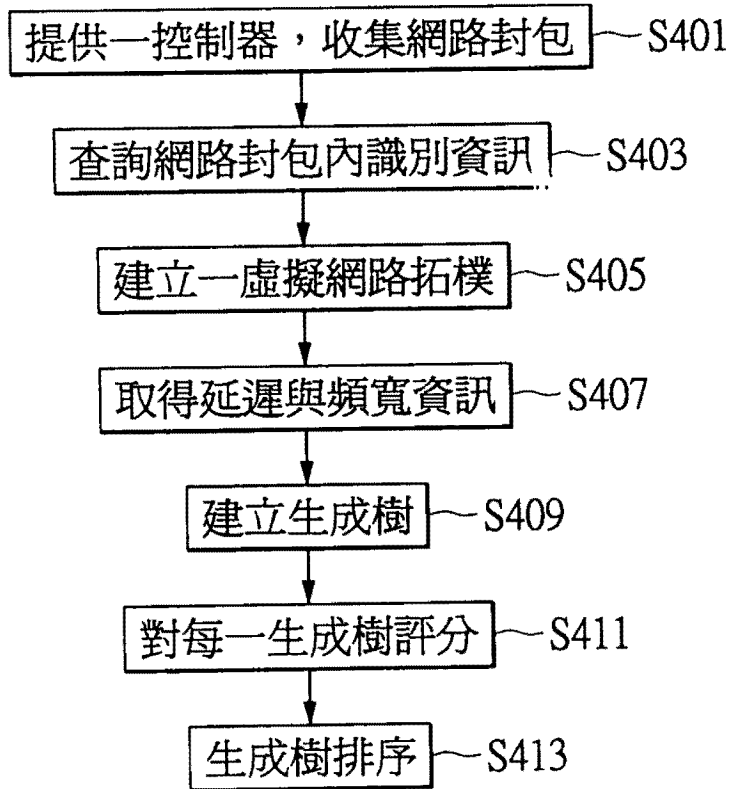 提供一控制器，收集網路封包 S401
查詢網路封包內識別資訊 S403
建立一虛擬網路拓樸 S405
取得延遲與頻寬資訊 S407
建立生成樹 S409
對每一生成樹評分 S411
生成樹排序 S413